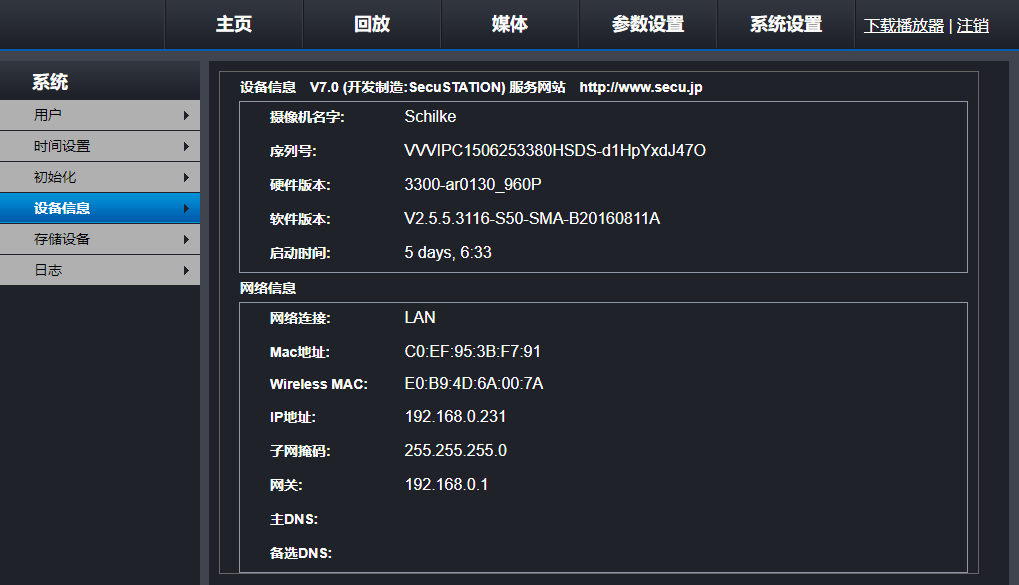 主页 回放 媒体 参数设置 系统设置 下载播放器 | 注销
系统
用户
时间设置
初始化
设备信息
存储设备
日志
设备信息 V7.0 (开发制造:SecuSTATION) 服务网站 http://www.secu.jp
摄像机名字: Schilke
序列号: VVVIPC1506253380HSDS-d1HpYxdJ47O
硬件版本: 3300-ar0130_960P
软件版本: V2.5.5.3116-S50-SMA-B20160811A
启动时间: 5 days, 6:33
网络信息
网络连接: LAN
Mac地址: C0:EF:95:3B:F7:91
Wireless MAC: E0:B9:4D:6A:00:7A
IP地址: 192.168.0.231
子网掩码: 255.255.255.0
网关: 192.168.0.1
主DNS:
备选DNS: